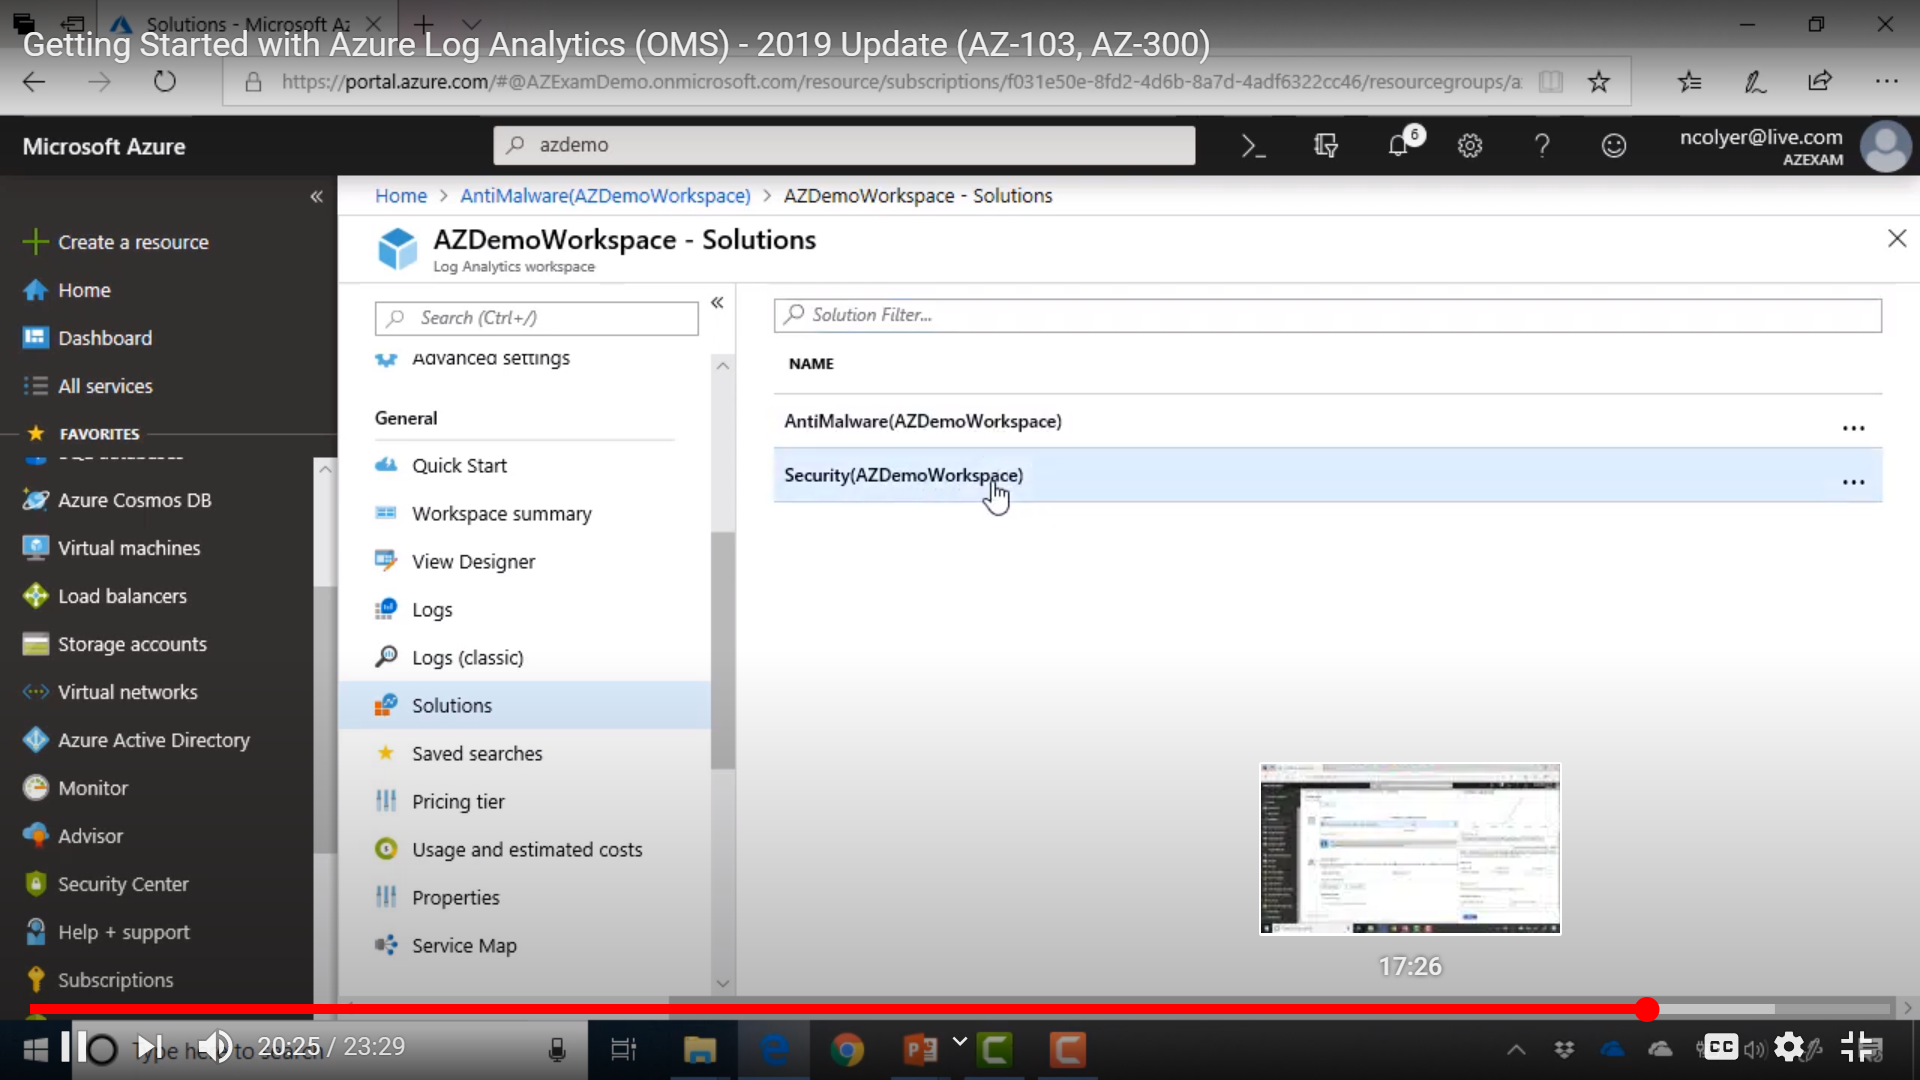 Solutions - Microsoft Az
Getting Started with Azure Log Analytics (OMS) - 2019 Update (AZ-103, AZ-300)
https://portal.azure.com/#@AZExamDemo.onmicrosoft.com/resource/subscriptions/f031e50e-8fd2-4d6b-8a7d-4adf6322cc46/resourcegroups/a
Microsoft Azure
azdemo
6
ncolyer@live.com
AZEXAM
Home > AntiMalware(AZDemoWorkspace) > AZDemoWorkspace - Solutions
AZDemoWorkspace - Solutions
Log Analytics workspace
Create a resource
Home
Dashboard
All services
FAVORITES
Azure Cosmos DB
Virtual machines
Load balancers
Storage accounts
Virtual networks
Azure Active Directory
Monitor
Advisor
Security Center
Help + support
Subscriptions
Search (Ctrl+/)
Advanced settings
General
Quick Start
Workspace summary
View Designer
Logs
Logs (classic)
Solutions
Saved searches
Pricing tier
Usage and estimated costs
Properties
Service Map
Solution Filter...
NAME
AntiMalware(AZDemoWorkspace)
Security(AZDemoWorkspace)
17:26
Type here to search
20:25 / 23:29
CC